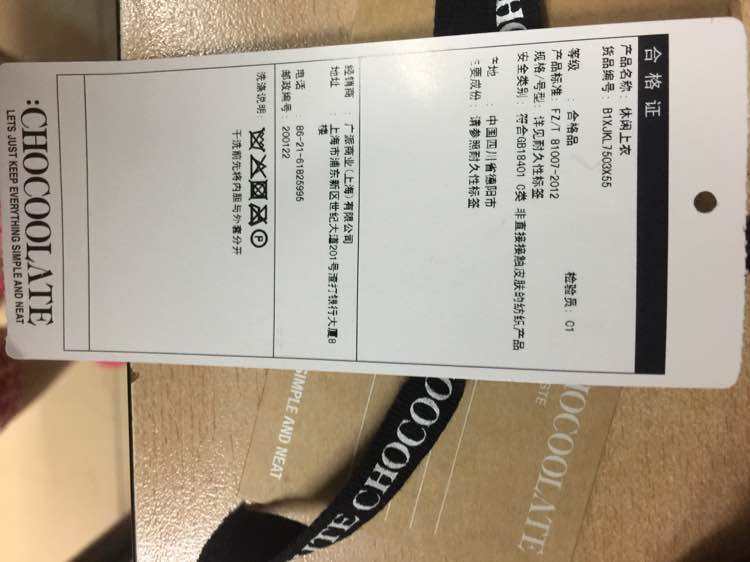 合格证
产品名称: 休闲上衣
货品编号: B1XJKL7503X55
等级 : 合格品 检验员: 01
产品标准: FZ/T 81007-2012
规格/号型: 详见耐久性标签
安全类别: 符合GB18401 C类 非直接接触皮肤的纺织产品
产地 : 中国四川省德阳市
主要成份: 请参照耐久性标签
经销商 : 广派商业(上海)有限公司
地址 : 上海市浦东新区世纪大道201号渣打银行大厦8
楼
电话 : 86-21-61825995
邮政编号: 200122
洗涤说明:
P
干洗前先将内胆与外套分开
:CHOCOOLATE
LETS JUST KEEP EVERYTHING SIMPLE AND NEAT
CHOC
CHOCOO
ITE CHOCOO
SIMPLE AND NEAT
HOCOOLATE
STE